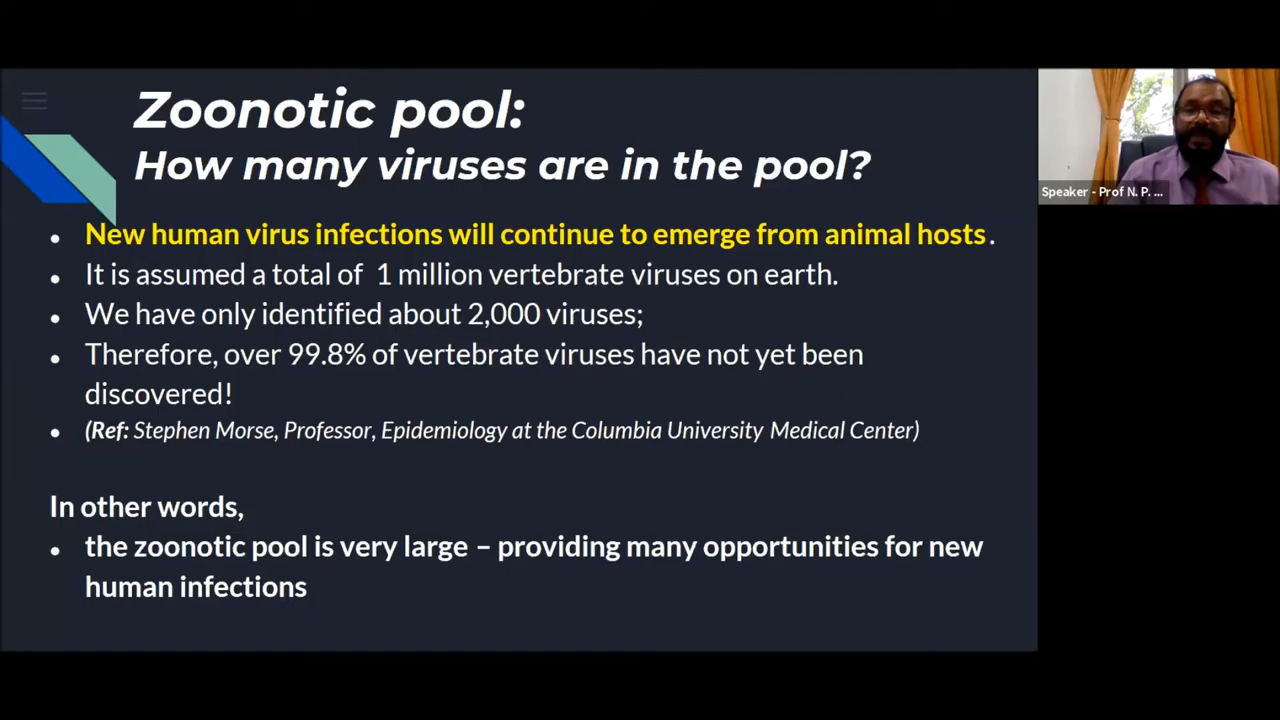 Zoonotic pool:
How many viruses are in the pool?
• New human virus infections will continue to emerge from animal hosts.
• It is assumed a total of 1 million vertebrate viruses on earth.
• We have only identified about 2,000 viruses;
• Therefore, over 99.8% of vertebrate viruses have not yet been
discovered!
• (Ref: Stephen Morse, Professor, Epidemiology at the Columbia University Medical Center)
In other words,
• the zoonotic pool is very large – providing many opportunities for new
human infections
Speaker - Prof N. P. ...